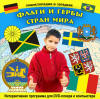 ФЛАГИ И ГЕРБЫ
СТРАН МИРА
Интерактивная программа для DVD-плеера и компьютера